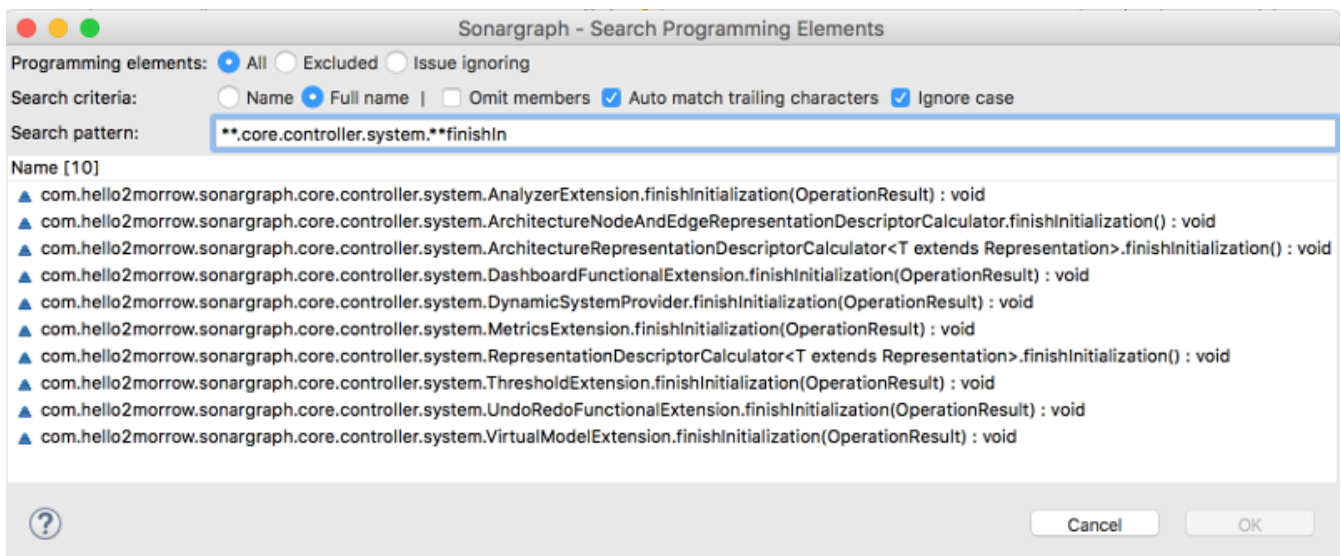 Sonargraph - Search Programming Elements
Programming elements: All Excluded Issue ignoring
Search criteria: Name Full name | Omit members Auto match trailing characters Ignore case
Search pattern: **.core.controller.system.**finishIn
Name [10]
com.hello2morrow.sonargraph.core.controller.system.AnalyzerExtension.finishInitialization(OperationResult) : void
com.hello2morrow.sonargraph.core.controller.system.ArchitectureNodeAndEdgeRepresentationDescriptorCalculator.finishInitialization() : void
com.hello2morrow.sonargraph.core.controller.system.ArchitectureRepresentationDescriptorCalculator<T extends Representation>.finishInitialization() : void
com.hello2morrow.sonargraph.core.controller.system.DashboardFunctionalExtension.finishInitialization(OperationResult) : void
com.hello2morrow.sonargraph.core.controller.system.DynamicSystemProvider.finishInitialization(OperationResult) : void
com.hello2morrow.sonargraph.core.controller.system.MetricsExtension.finishInitialization(OperationResult) : void
com.hello2morrow.sonargraph.core.controller.system.RepresentationDescriptorCalculator<T extends Representation>.finishInitialization() : void
com.hello2morrow.sonargraph.core.controller.system.ThresholdExtension.finishInitialization(OperationResult) : void
com.hello2morrow.sonargraph.core.controller.system.UndoRedoFunctionalExtension.finishInitialization(OperationResult) : void
com.hello2morrow.sonargraph.core.controller.system.VirtualModelExtension.finishInitialization(OperationResult) : void
? Cancel OK